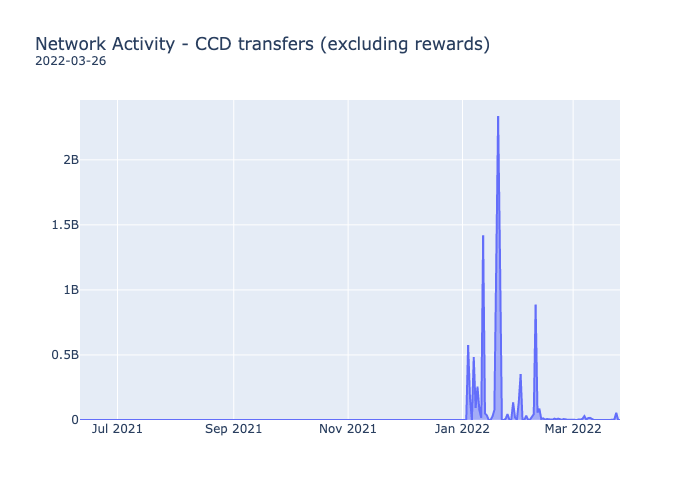 Network Activity - CCD transfers (excluding rewards)
2022-03-26
2B
1.5B
1B
0.5B
0
Jul 2021 Sep 2021 Nov 2021 Jan 2022 Mar 2022